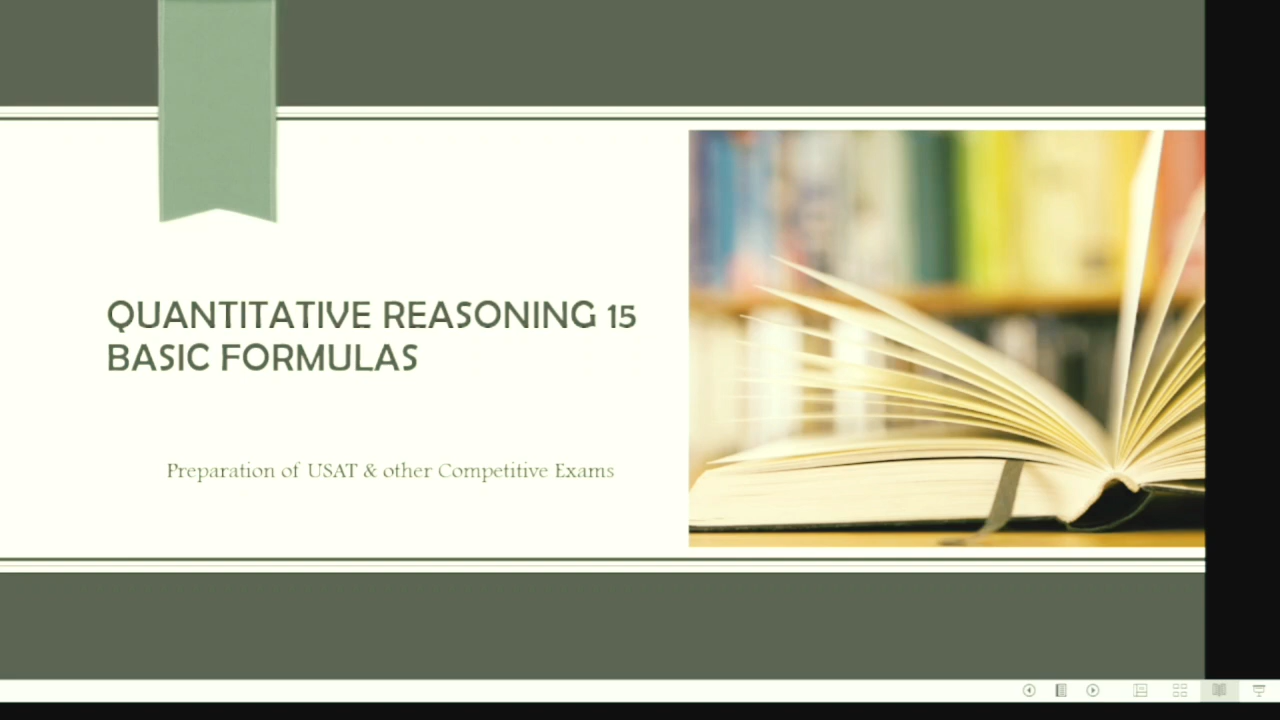 QUANTITATIVE REASONING 15
BASIC FORMULAS
Preparation of USAT & other Competitive Exams